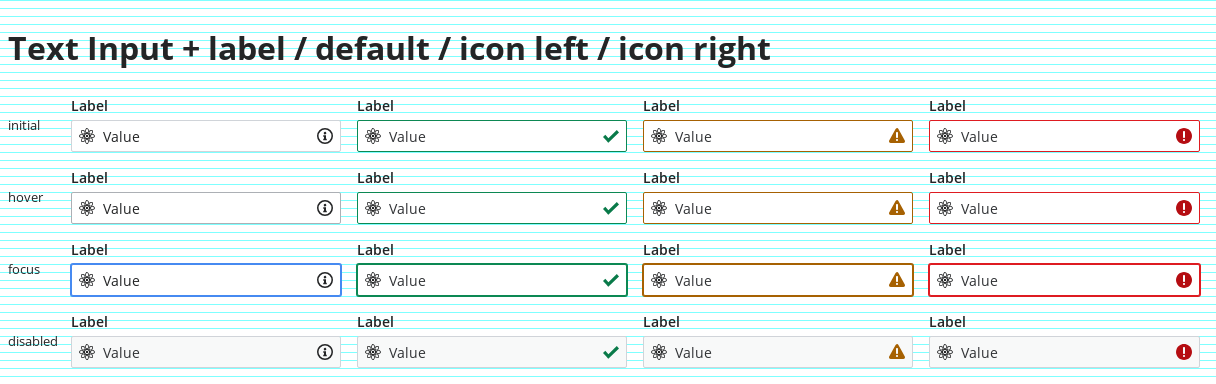 Text Input + label / default / icon left / icon right
Label Label Label Label
initial Value Value Value Value
Label Label Label Label
hover Value Value Value Value
Label Label Label Label
focus Value Value Value Value
Label Label Label Label
disabled Value Value Value Value